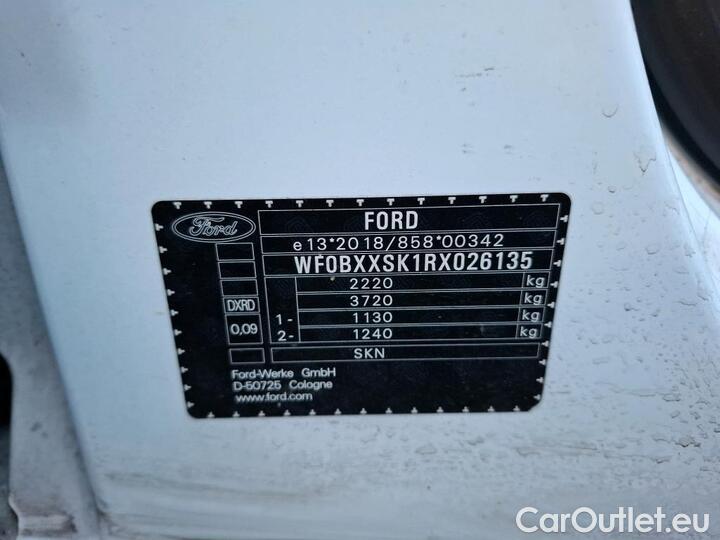 Ford
FORD
e13*2018/858*00342
WF0BXXSK1RX026135
2220 kg
DXRD 3720 kg
0,09 1- 1130 kg
2- 1240 kg
SKN
Ford-Werke GmbH
D-50725 Cologne
www.ford.com
CarOutlet.eu